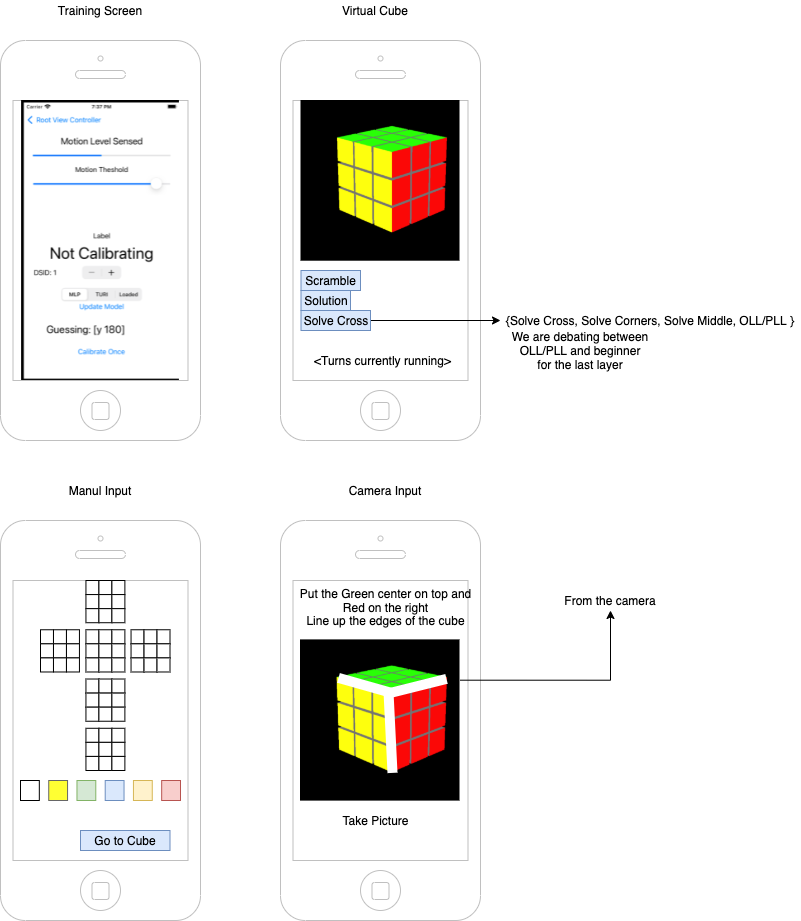 Training Screen
Virtual Cube
Carrier
7:37 PM
Root View Controller
Motion Level Sensed
Motion Theshold
Label
Not Calibrating
DSID: 1
− +
MLP TURI Loaded
Update Model
Guessing: [y 180]
Calibrate Once
Scramble
Solution
Solve Cross
{Solve Cross, Solve Corners, Solve Middle, OLL/PLL }
We are debating between
OLL/PLL and beginner
for the last layer
<Turns currently running>
Manul Input
Camera Input
Go to Cube
Put the Green center on top and
Red on the right
Line up the edges of the cube
From the camera
Take Picture